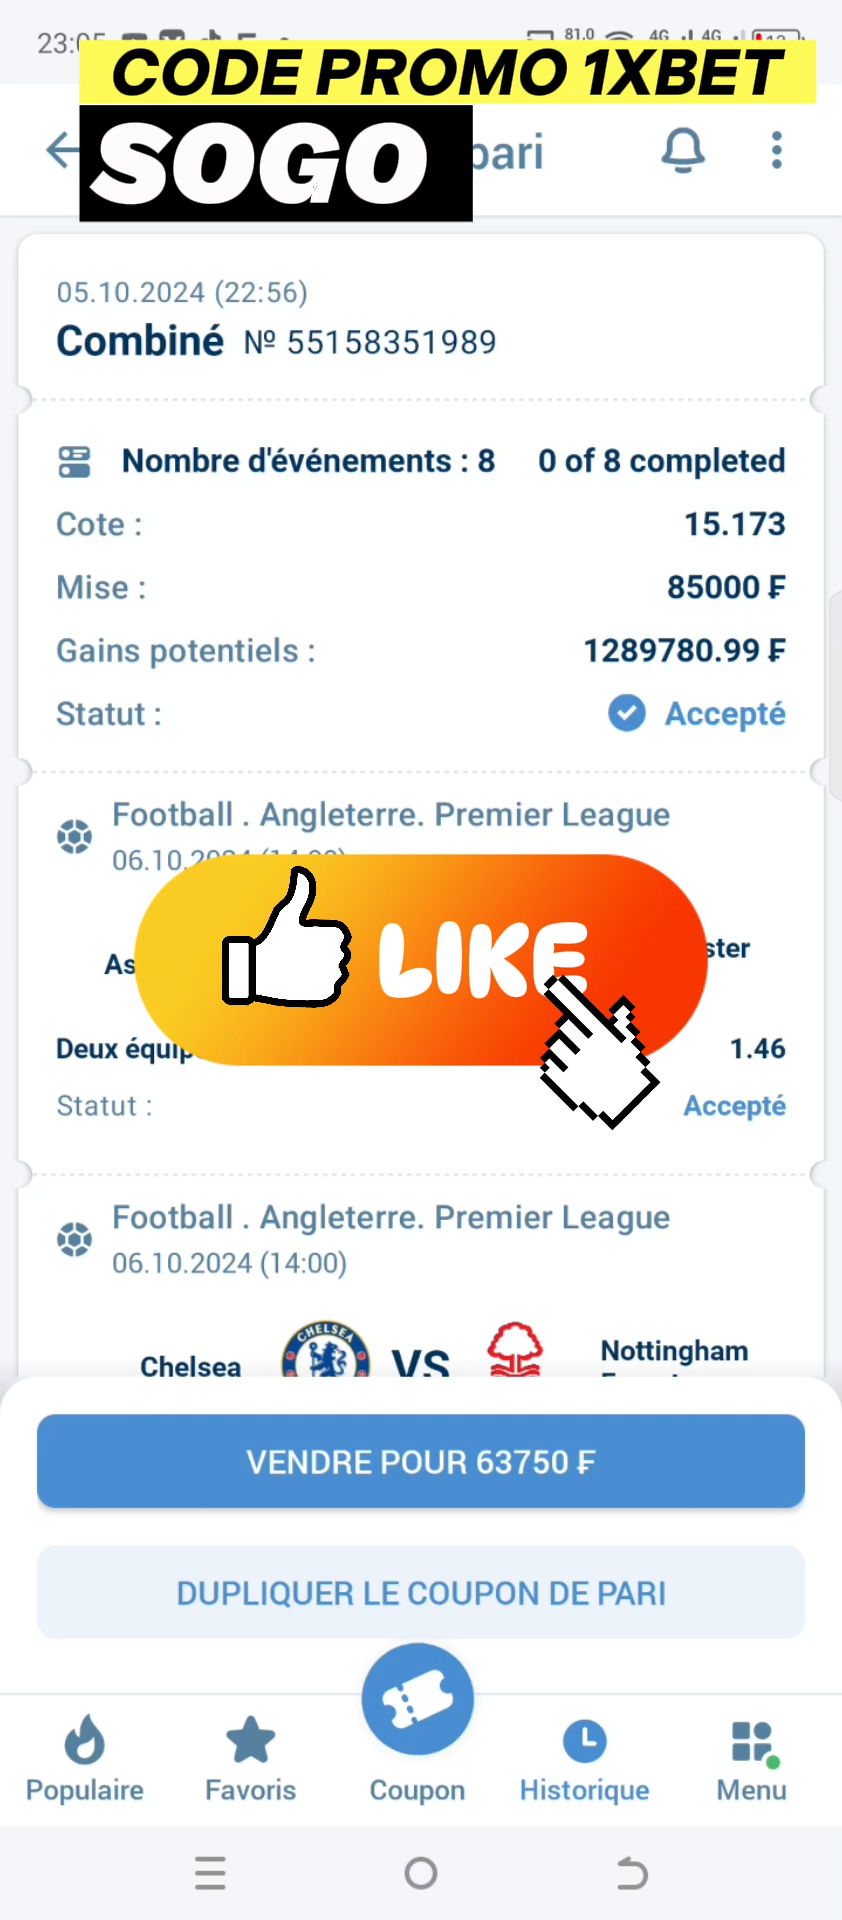 CODE PROMO 1XBET
SOGO
pari
05.10.2024 (22:56)
Combiné № 55158351989
Nombre d'événements : 8 0 of 8 completed
Cote : 15.173
Mise : 85000 ₣
Gains potentiels : 1289780.99 ₣
Statut : Accepté
Football . Angleterre. Premier League
LIKE
Deux 1.46
Statut : Accepté
Football . Angleterre. Premier League
06.10.2024 (14:00)
CHELSEA
Chelsea VS Nottingham
VENDRE POUR 63750 ₣
DUPLIQUER LE COUPON DE PARI
Populaire Favoris Coupon Historique Menu